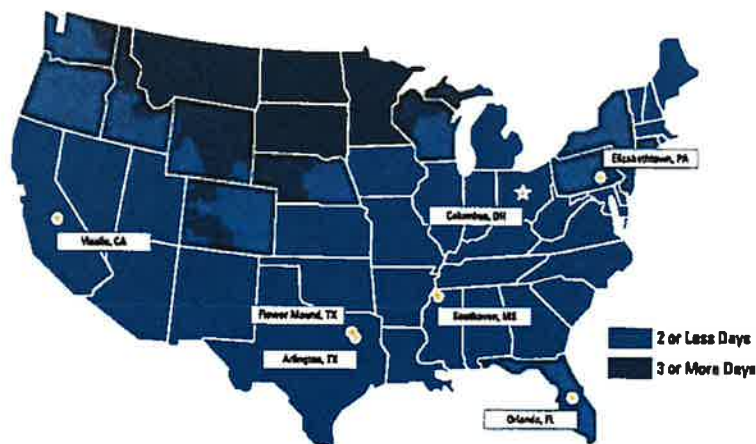 Elizabethtown, PA
Columbus, OH
Visalia, CA
Flower Mound, TX
Southaven, MS
Arlington, TX
2 or Less Days
3 or More Days
Orlando, FL